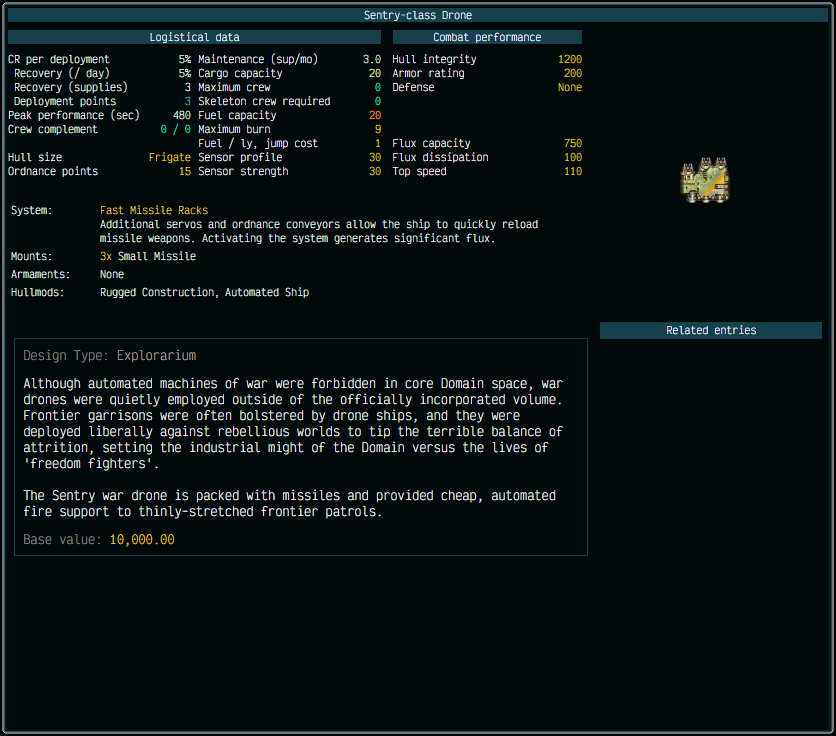 Sentry-class Drone
Logistical data
Combat performance
CR per deployment 5% Maintenance (sup/mo) 3.0 Hull integrity 1200
Recovery (/ day) 5% Cargo capacity 20 Armor rating 200
Recovery (supplies) 3 Maximum crew 0 Defense None
Deployment points 3 Skeleton crew required 0
Peak performance (sec) 480 Fuel capacity 20
Crew complement 0 / 0 Maximum burn 9
Fuel / ly, jump cost 1 Flux capacity 750
Hull size Frigate Sensor profile 30 Flux dissipation 100
Ordnance points 15 Sensor strength 30 Top speed 110
System: Fast Missile Racks
Additional servos and ordnance conveyors allow the ship to quickly reload
missile weapons. Activating the system generates significant flux.
Mounts: 3x Small Missile
Armaments: None
Hullmods: Rugged Construction, Automated Ship
Related entries
Design Type: Explorarium
Although automated machines of war were forbidden in core Domain space, war
drones were quietly employed outside of the officially incorporated volume.
Frontier garrisons were often bolstered by drone ships, and they were
deployed liberally against rebellious worlds to tip the terrible balance of
attrition, setting the industrial might of the Domain versus the lives of
'freedom fighters'.
The Sentry war drone is packed with missiles and provided cheap, automated
fire support to thinly-stretched frontier patrols.
Base value: 10,000.00